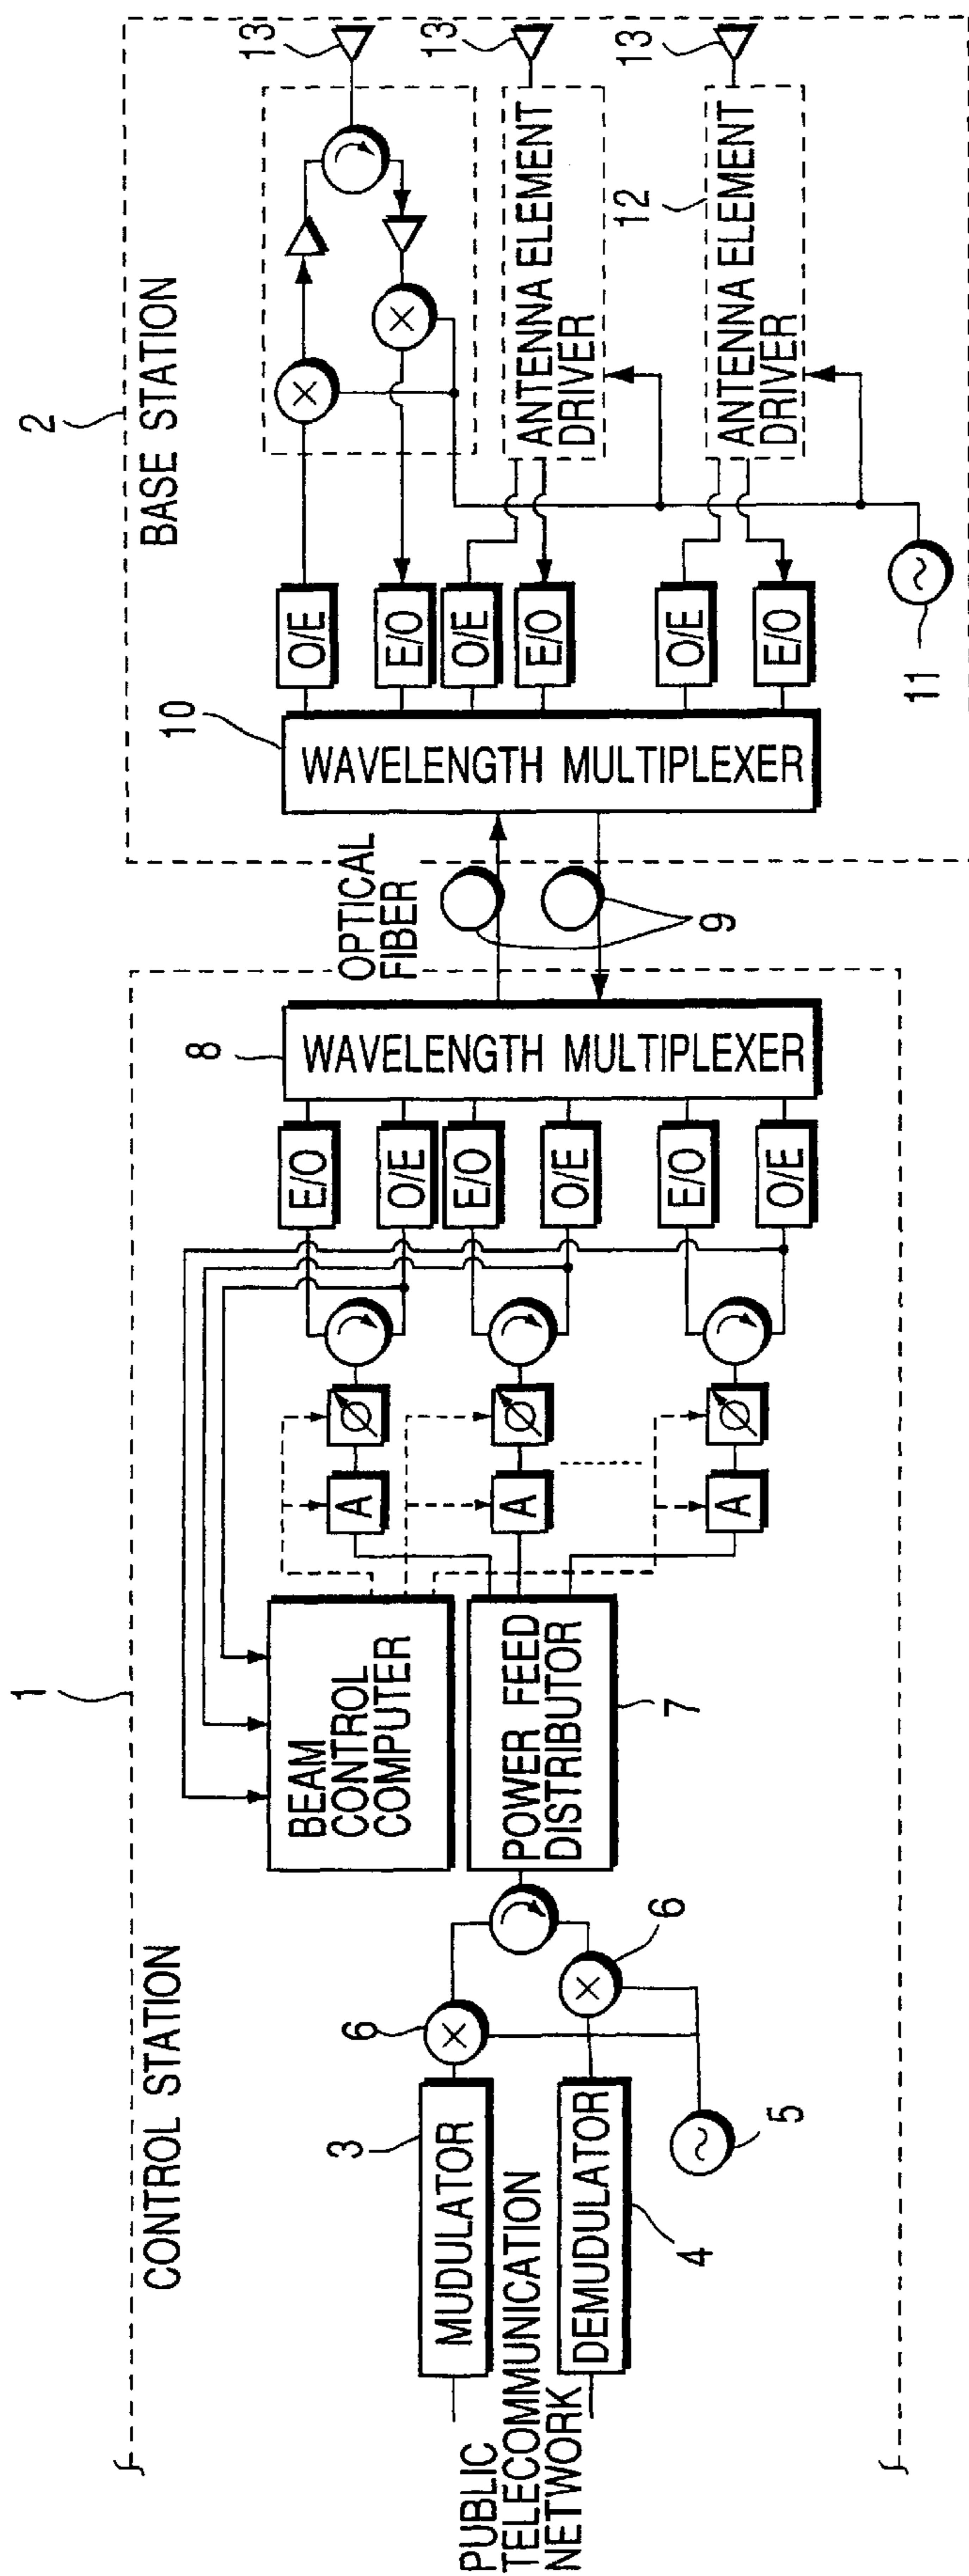 1
CONTROL STATION
PUBLIC
TELECOMMUNICATION
NETWORK
MUDULATOR
3
DEMUDULATOR
4
5
6
6
BEAM
CONTROL
COMPUTER
POWER FEED
DISTRIBUTOR
7
A
Ø
A
Ø
A
Ø
E/O
O/E
E/O
O/E
E/O
O/E
8
WAVELENGTH MULTIPLEXER
OPTICAL
FIBER
9
2
BASE STATION
10
WAVELENGTH MULTIPLEXER
O/E
E/O
O/E
E/O
O/E
E/O
11
ANTENNA ELEMENT
DRIVER
12
ANTENNA ELEMENT
DRIVER
13
13
13